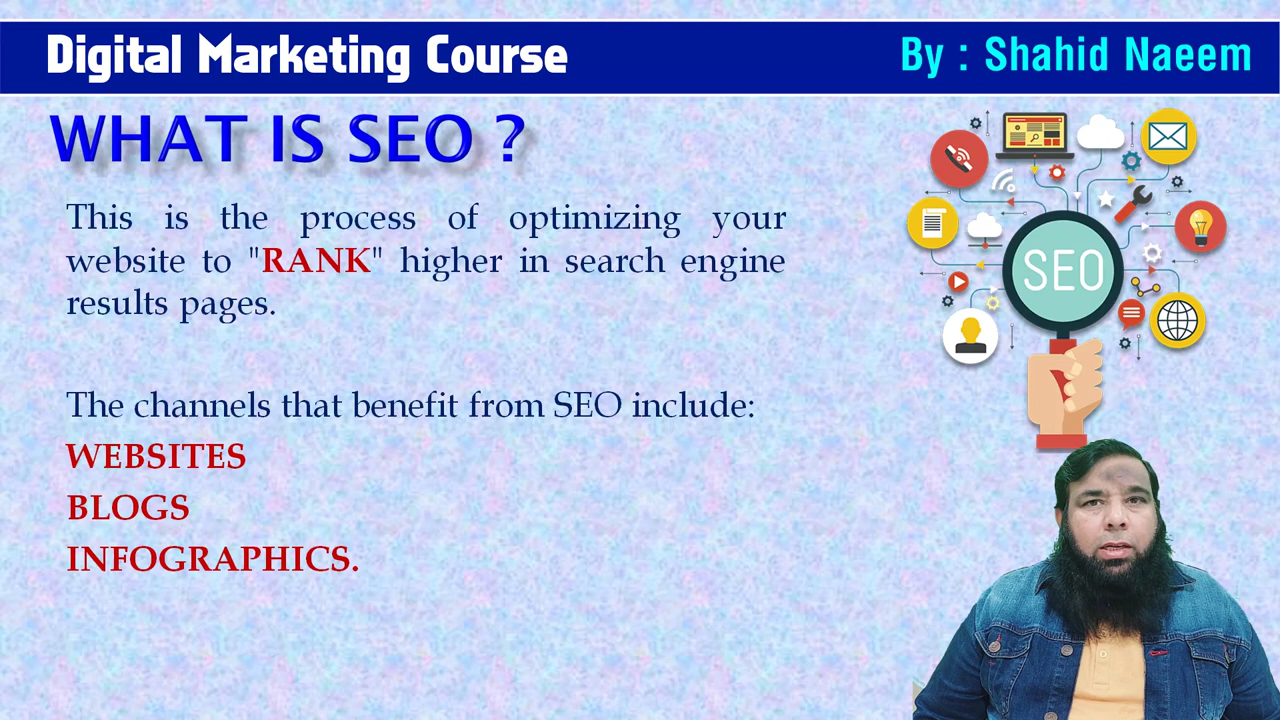 Digital Marketing Course
By : Shahid Naeem
WHAT IS SEO ?
This is the process of optimizing your
website to "RANK" higher in search engine
results pages.
SEO
The channels that benefit from SEO include:
WEBSITES
BLOGS
INFOGRAPHICS.